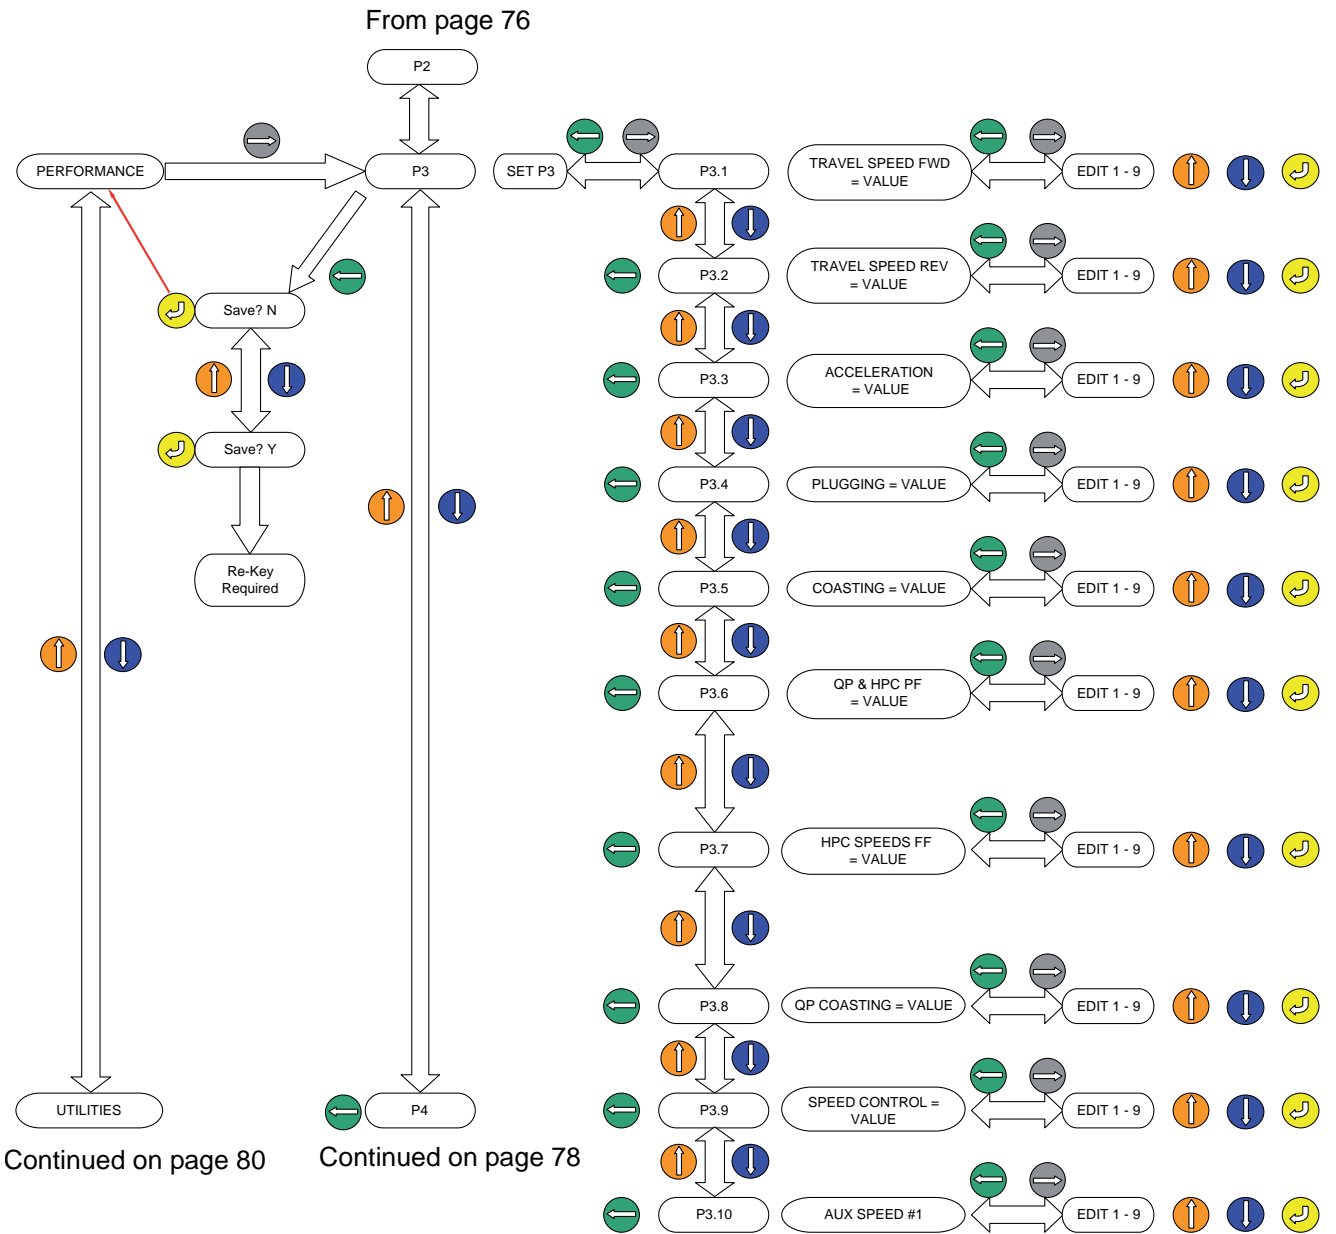 From page 76
P2
PERFORMANCE
P3
SET P3
P3.1
TRAVEL SPEED FWD
= VALUE
EDIT 1 - 9
P3.2
TRAVEL SPEED REV
= VALUE
EDIT 1 - 9
Save? N
P3.3
ACCELERATION
= VALUE
EDIT 1 - 9
Save? Y
P3.4
PLUGGING = VALUE
EDIT 1 - 9
Re-Key
Required
P3.5
COASTING = VALUE
EDIT 1 - 9
P3.6
QP & HPC PF
= VALUE
EDIT 1 - 9
P3.7
HPC SPEEDS FF
= VALUE
EDIT 1 - 9
P3.8
QP COASTING = VALUE
EDIT 1 - 9
UTILITIES
P4
P3.9
SPEED CONTROL =
VALUE
EDIT 1 - 9
Continued on page 80
Continued on page 78
P3.10
AUX SPEED #1
EDIT 1 - 9